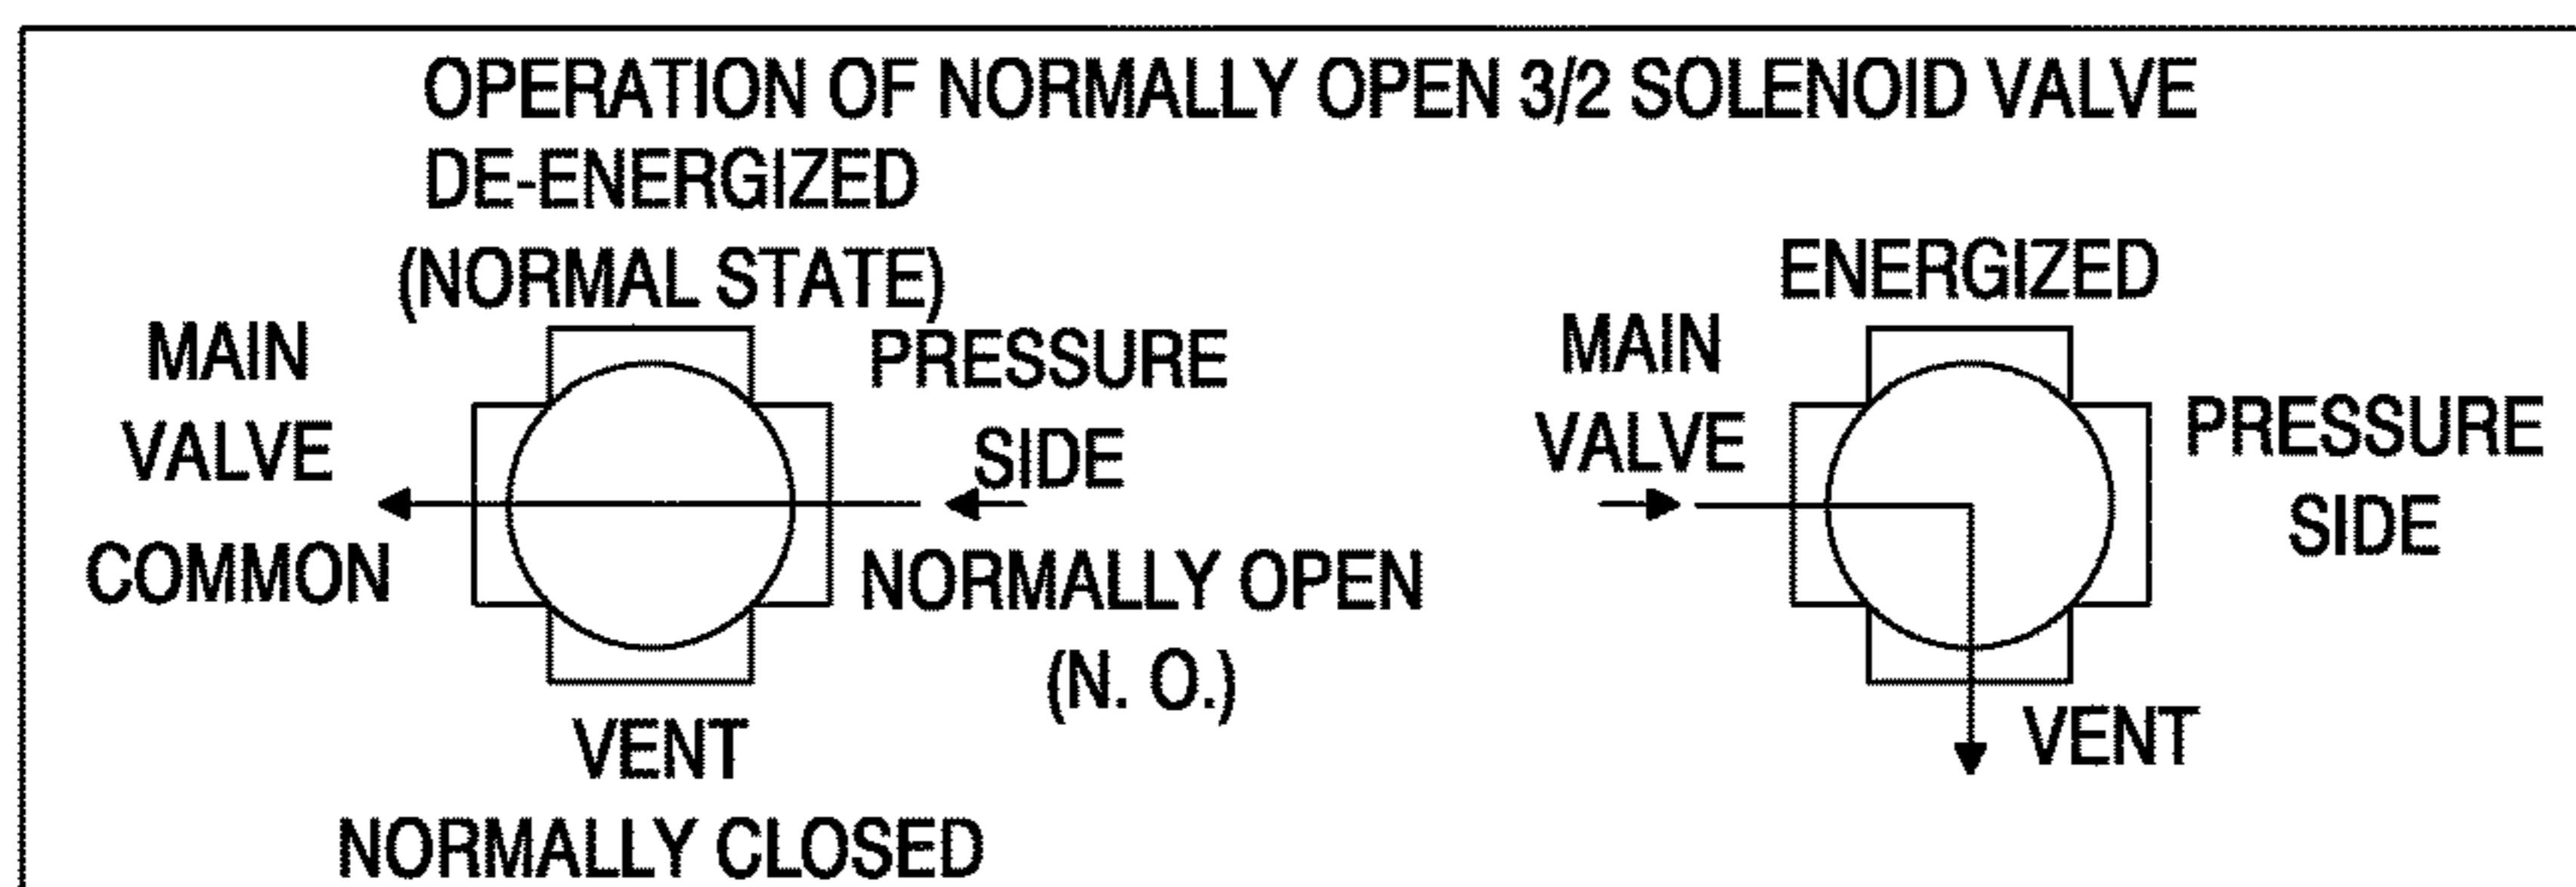 OPERATION OF NORMALLY OPEN 3/2 SOLENOID VALVE
DE-ENERGIZED
(NORMAL STATE)
MAIN
VALVE
COMMON
PRESSURE
SIDE
NORMALLY OPEN
(N. O.)
VENT
NORMALLY CLOSED
ENERGIZED
MAIN
VALVE
PRESSURE
SIDE
VENT